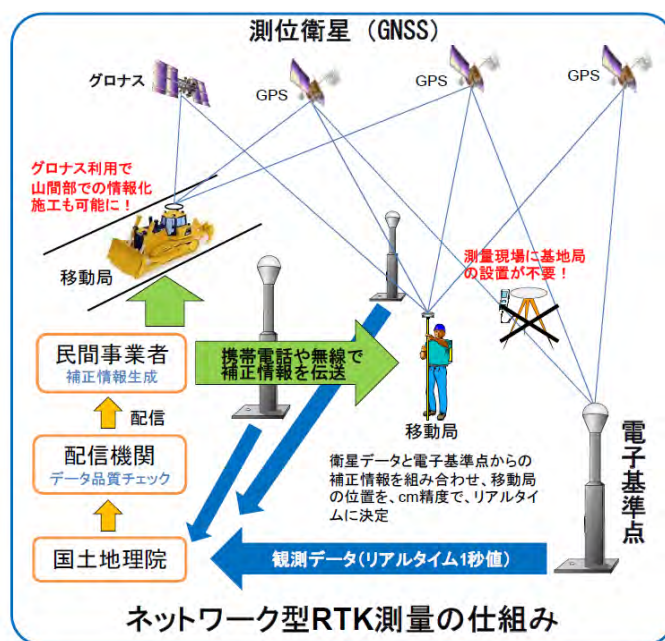 測位衛星（GNSS）
グロナス
GPS
GPS
GPS
グロナス利用で
山間部での情報化
施工も可能に！
移動局
測量現場に基地局
の設置が不要！
民間事業者
補正情報生成
携帯電話や無線で
補正情報を伝送
配信
移動局
配信機関
データ品質チェック
衛星データと電子基準点からの
補正情報を組み合わせ、移動局
の位置を、cm精度で、リアルタイ
ムに決定
電子基準点
国土地理院
観測データ（リアルタイム1秒値）
ネットワーク型RTK測量の仕組み